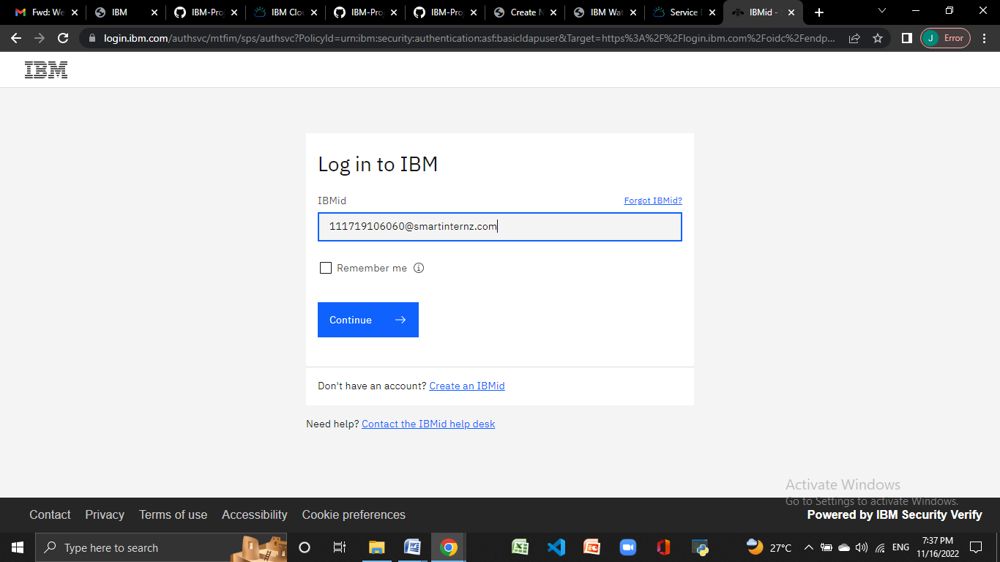 Fwd: We
IBM
IBM-Proj
IBM Clou
IBM-Proj
IBM-Proj
Create N
IBM Wat
Service D
IBMid - S
login.ibm.com/authsvc/mtfim/sps/authsvc?PolicyId=urn:ibm:security:authentication:asf:basicldapuser&Target=https%3A%2F%2Flogin.ibm.com%2Foidc%2Fendp...
J
Error
IBM
Log in to IBM
IBMid
Forgot IBMid?
111719106060@smartinternz.com
Remember me
Continue
Don't have an account? Create an IBMid
Need help? Contact the IBMid help desk
Activate Windows
Go to Settings to activate Windows.
Contact
Privacy
Terms of use
Accessibility
Cookie preferences
Powered by IBM Security Verify
Type here to search
27°C
ENG
7:37 PM
11/16/2022